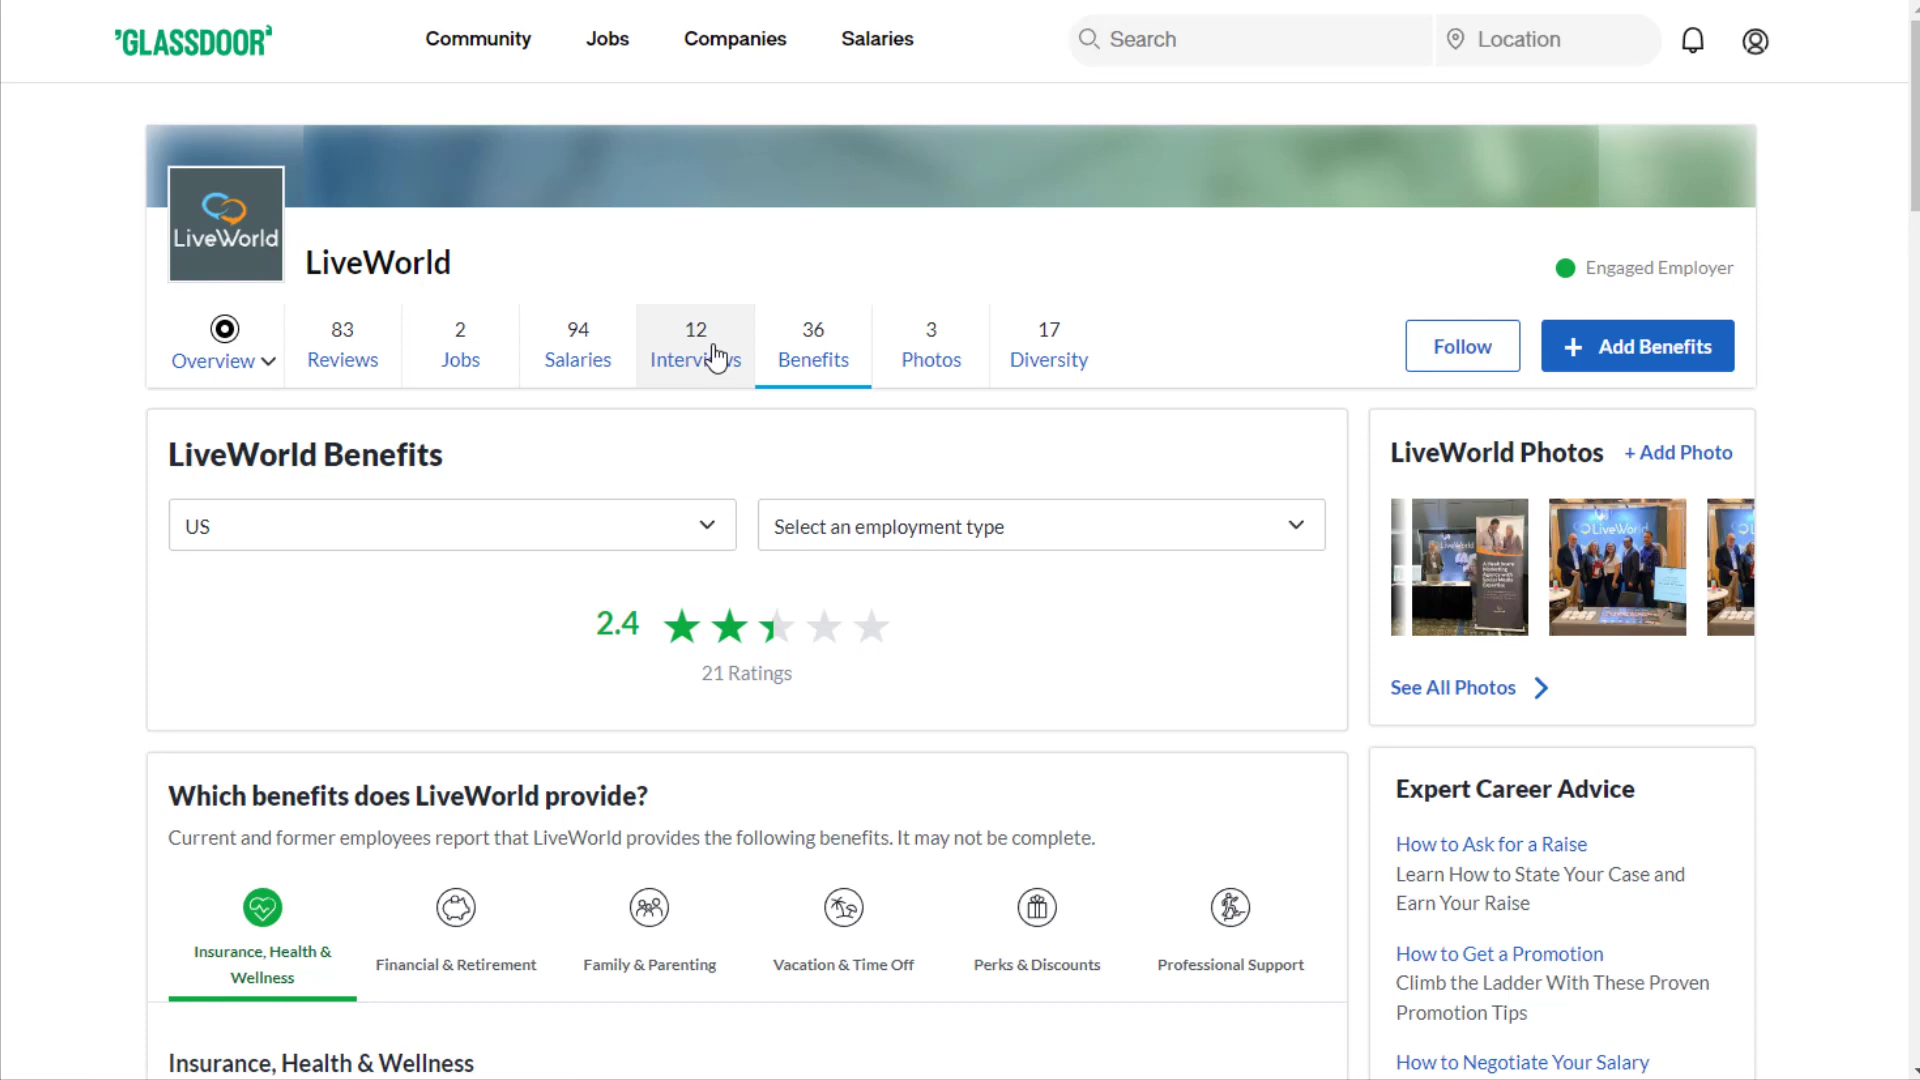 GLASSDOOR
Community
Jobs
Companies
Salaries
Search
Location
LiveWorld
LiveWorld
Engaged Employer
Overview
83
Reviews
2
Jobs
94
Salaries
12
Interviews
36
Benefits
3
Photos
17
Diversity
Follow
+ Add Benefits
LiveWorld Benefits
US
Select an employment type
2.4
21 Ratings
LiveWorld Photos
+ Add Photo
LiveWorld
LiveWorld
See All Photos
Which benefits does LiveWorld provide?
Current and former employees report that LiveWorld provides the following benefits. It may not be complete.
Insurance, Health &
Wellness
Financial & Retirement
Family & Parenting
Vacation & Time Off
Perks & Discounts
Professional Support
Insurance, Health & Wellness
Expert Career Advice
How to Ask for a Raise
Learn How to State Your Case and
Earn Your Raise
How to Get a Promotion
Climb the Ladder With These Proven
Promotion Tips
How to Negotiate Your Salary